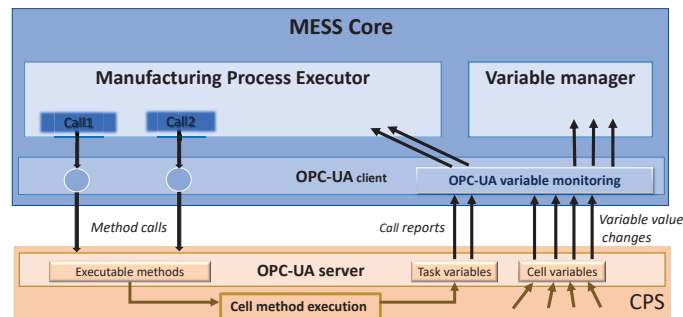 MESS Core
Manufacturing Process Executor
Variable manager
Call1
Call2
OPC-UA client
OPC-UA variable monitoring
Method calls
Call reports
Variable value
changes
Executable methods
OPC-UA server
Task variables
Cell variables
Cell method execution
CPS